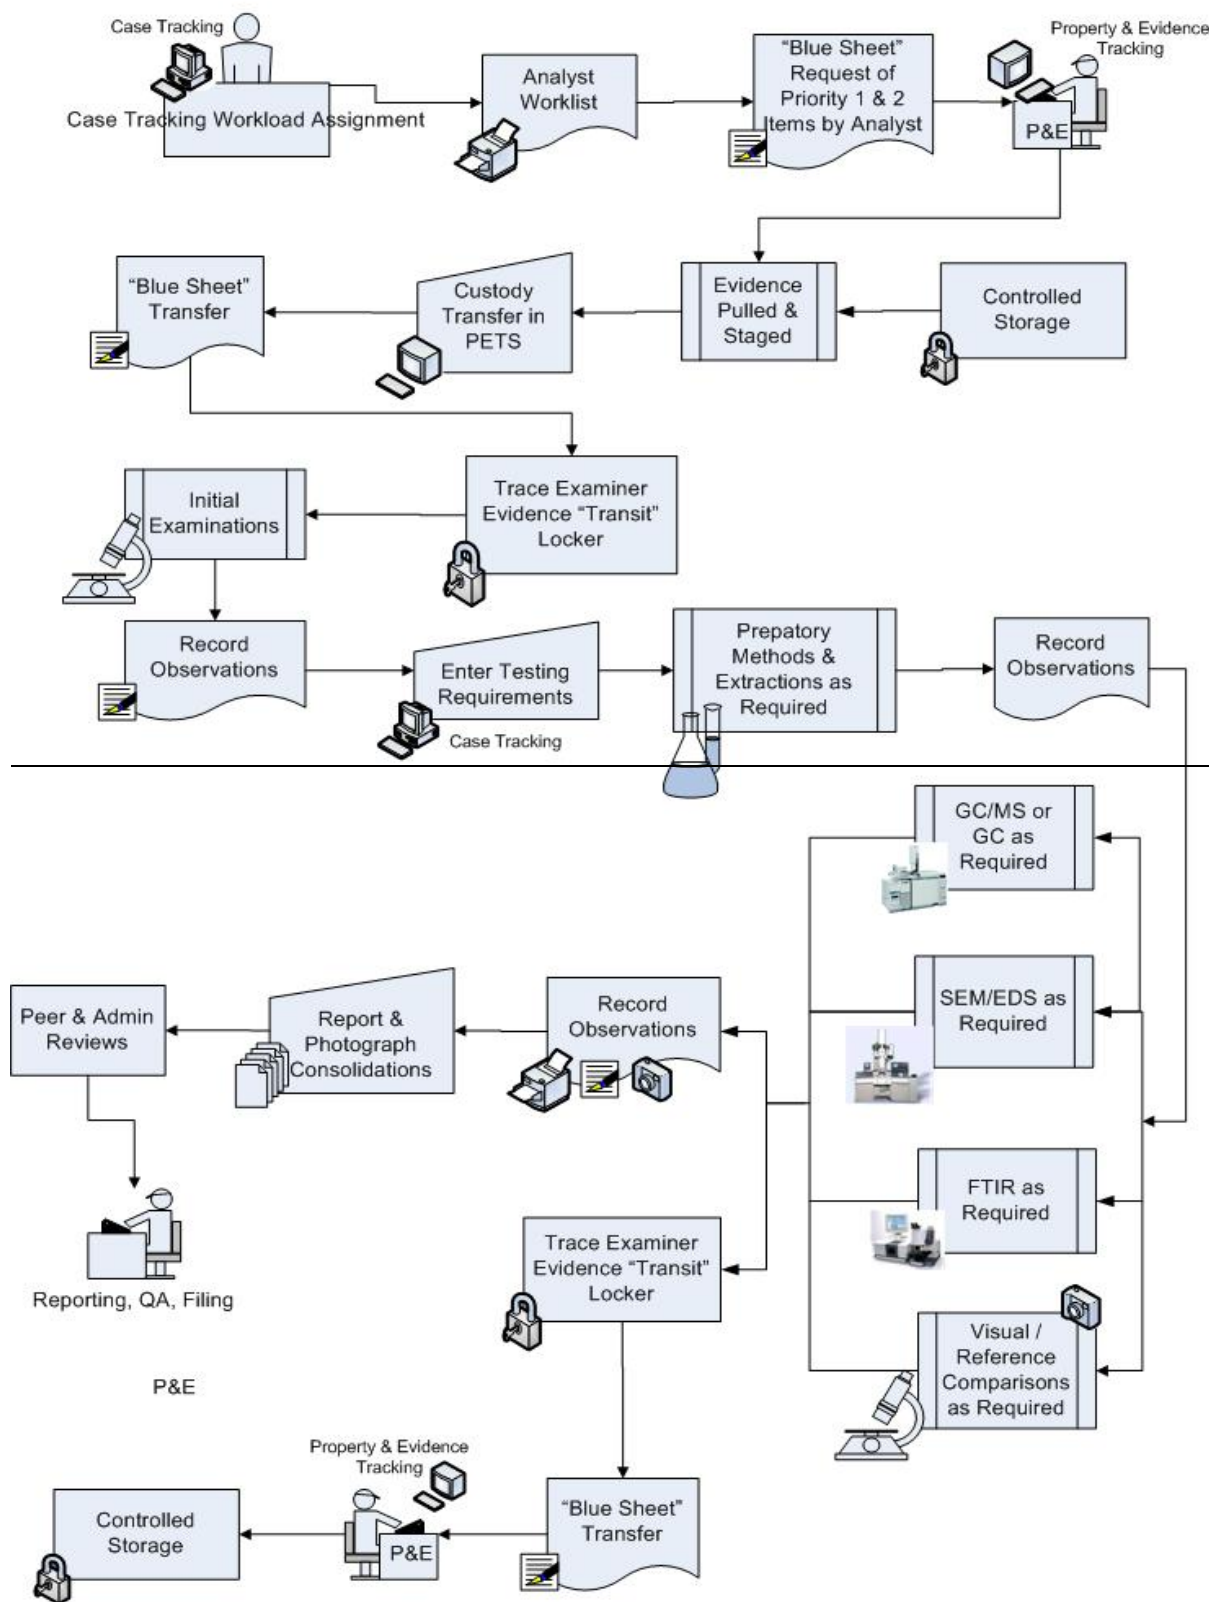 Case Tracking
Case Tracking Workload Assignment
Analyst
Worklist
“Blue Sheet”
Request of
Priority 1 & 2
Items by Analyst
Property & Evidence
Tracking
P&E
“Blue Sheet”
Transfer
Custody
Transfer in
PETS
Evidence
Pulled &
Staged
Controlled
Storage
Initial
Examinations
Trace Examiner
Evidence “Transit”
Locker
Record
Observations
Enter Testing
Requirements
Case Tracking
Prepatory
Methods &
Extractions as
Required
Record
Observations
GC/MS or
GC as
Required
SEM/EDS as
Required
Peer & Admin
Reviews
Report &
Photograph
Consolidations
Record
Observations
FTIR as
Required
Trace Examiner
Evidence “Transit”
Locker
Reporting, QA, Filing
Visual /
Reference
Comparisons
as Required
P&E
Property & Evidence
Tracking
Controlled
Storage
P&E
“Blue Sheet”
Transfer